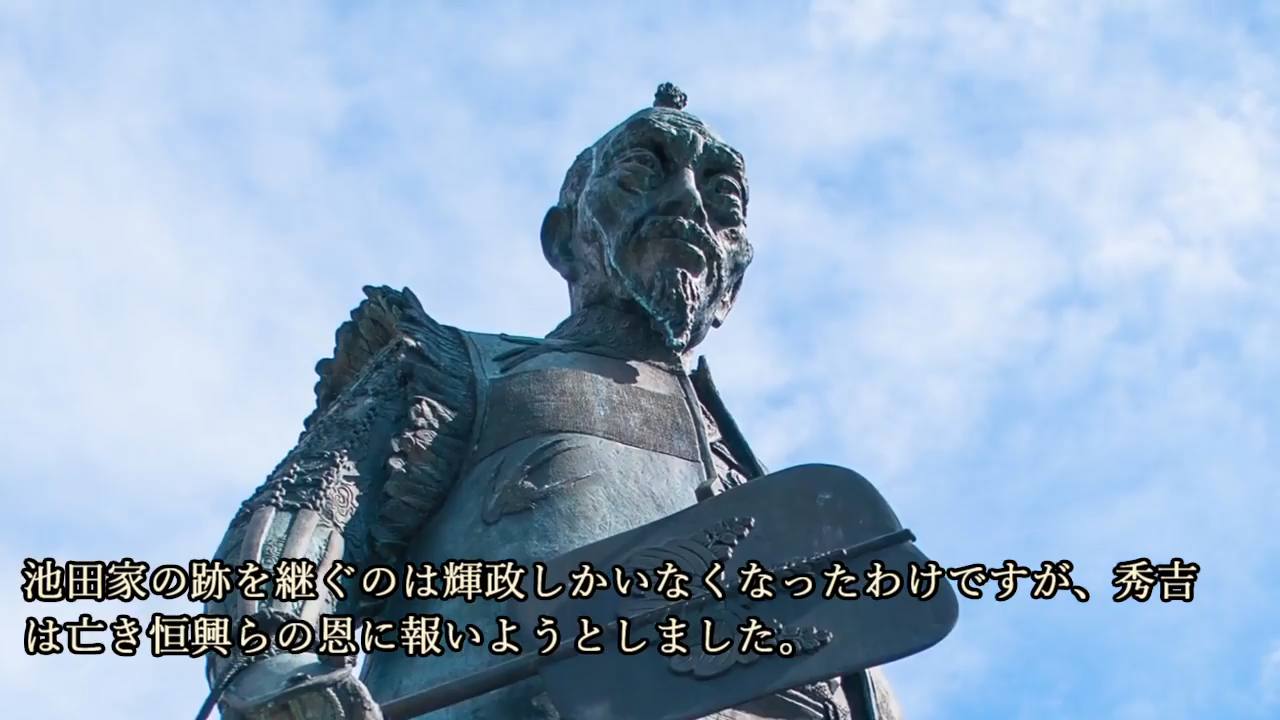 池田家の跡を継ぐのは輝政しかいなくなったわけですが、秀吉
は亡き恒興らの恩に報いようとしました。